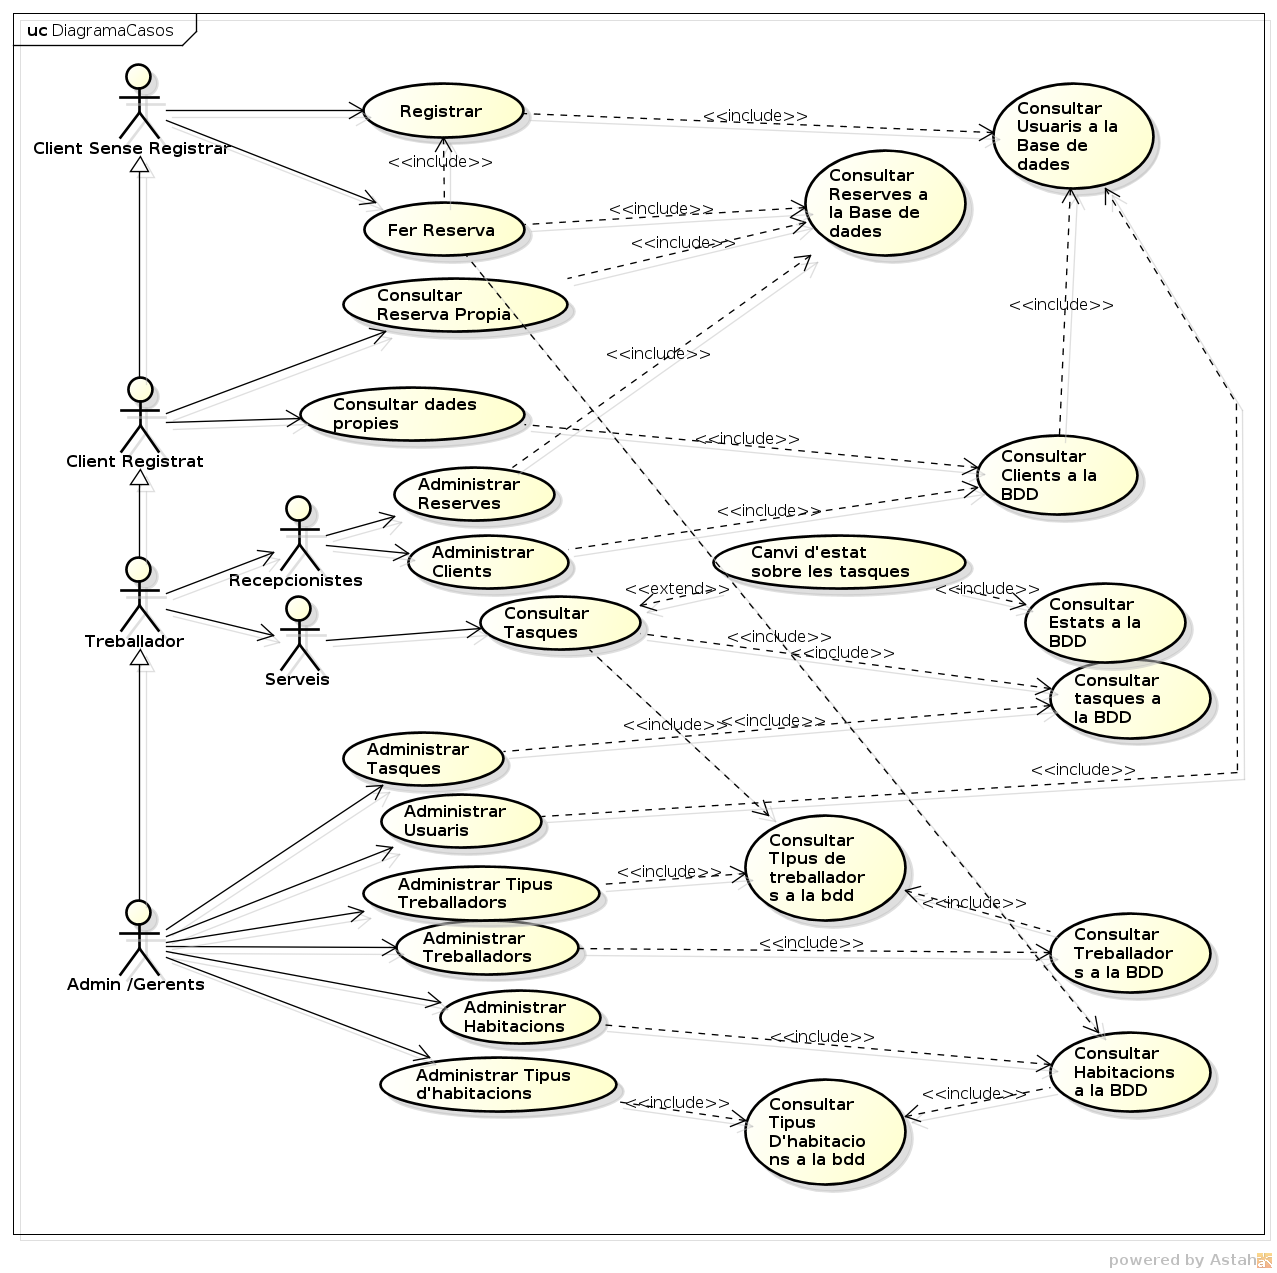 uc DiagramaCasos
Client Sense Registrar
Registrar
<<include>>
Consultar
Usuaris a la
Base de
dades
<<include>>
Consultar
Reserves a
la Base de
dades
Fer Reserva
<<include>>
<<include>>
Consultar
Reserva Propia
<<include>>
<<include>>
Client Registrat
Consultar dades
propies
<<include>>
Consultar
Clients a la
BDD
Administrar
Reserves
Recepcionistes
<<include>>
Administrar
Clients
Canvi d'estat
sobre les tasques
<<extend>>
<<include>>
Treballador
Consultar
Tasques
Consultar
Estats a la
BDD
<<include>>
<<include>>
Serveis
Consultar
tasques a
la BDD
<<include>>
<<include>>
Administrar
Tasques
<<include>>
Administrar
Usuaris
Consultar
TIpus de
treballador
s a la bdd
<<include>>
Administrar Tipus
Treballadors
<<include>>
Administrar
Treballadors
<<include>>
Consultar
Treballador
s a la BDD
Admin /Gerents
Administrar
Habitacions
<<include>>
Consultar
Habitacions
a la BDD
Administrar Tipus
d'habitacions
<<include>>
<<include>>
Consultar
Tipus
D'habitacio
ns a la bdd
powered by Astah